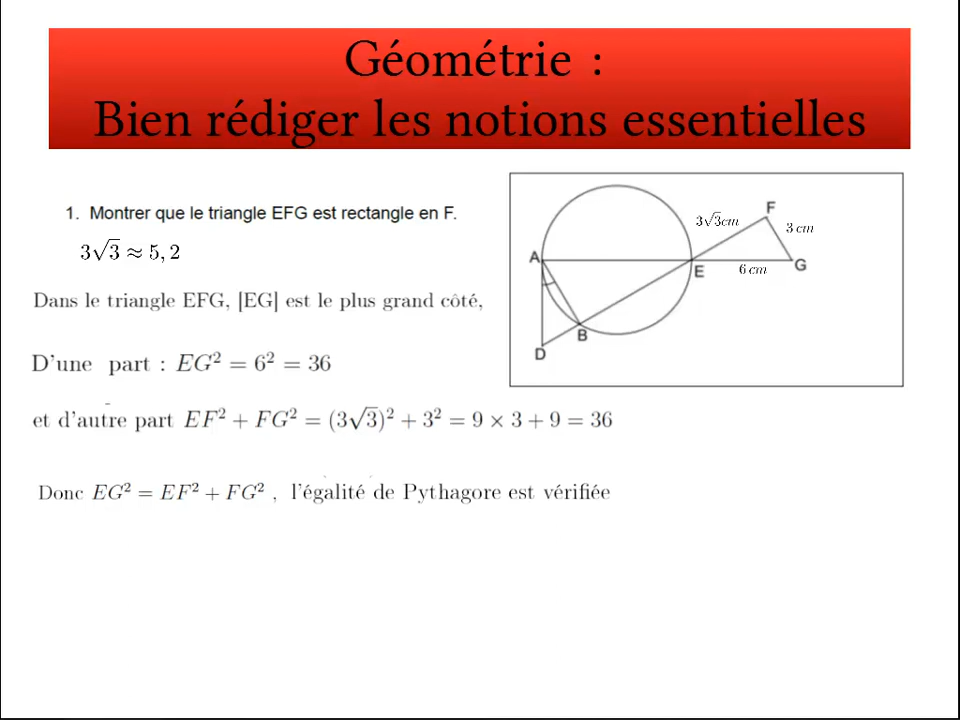 Géométrie :
Bien rédiger les notions essentielles
1. Montrer que le triangle EFG est rectangle en F.
3√3 ≈ 5, 2
Dans le triangle EFG, [EG] est le plus grand côté,
D'une part : EG² = 6² = 36
et d'autre part EF² + FG² = (3√3)² + 3² = 9 × 3 + 9 = 36
Donc EG² = EF² + FG² , l'égalité de Pythagore est vérifiée
F
3√3cm
3 cm
A
E
6 cm
G
B
D